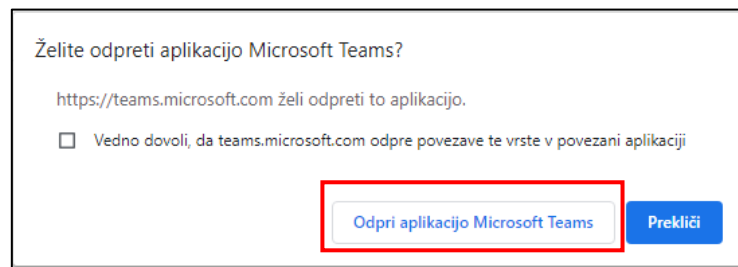 Želite odpreti aplikacijo Microsoft Teams?
https://teams.microsoft.com želi odpreti to aplikacijo.
Vedno dovoli, da teams.microsoft.com odpre povezave te vrste v povezani aplikaciji
Odpri aplikacijo Microsoft Teams Prekliči